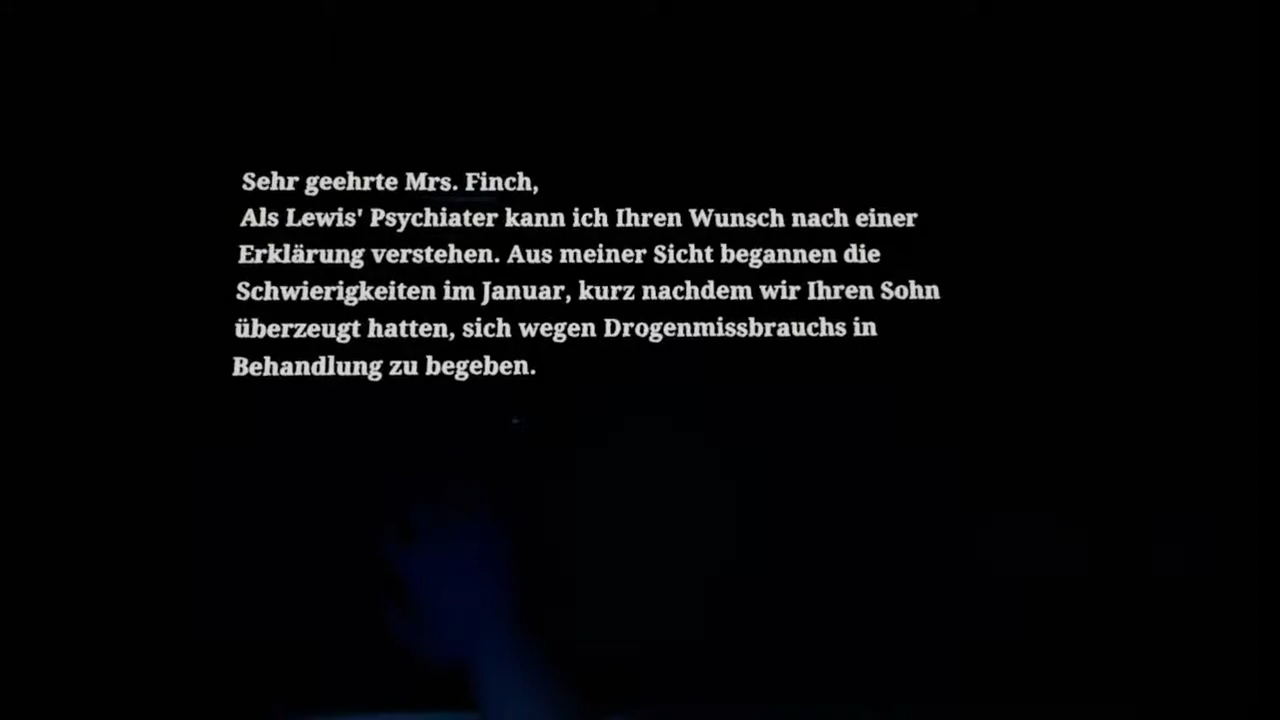 Sehr geehrte Mrs. Finch,
Als Lewis' Psychiater kann ich Ihren Wunsch nach einer
Erklärung verstehen. Aus meiner Sicht begannen die
Schwierigkeiten im Januar, kurz nachdem wir Ihren Sohn
überzeugt hatten, sich wegen Drogenmissbrauchs in
Behandlung zu begeben.